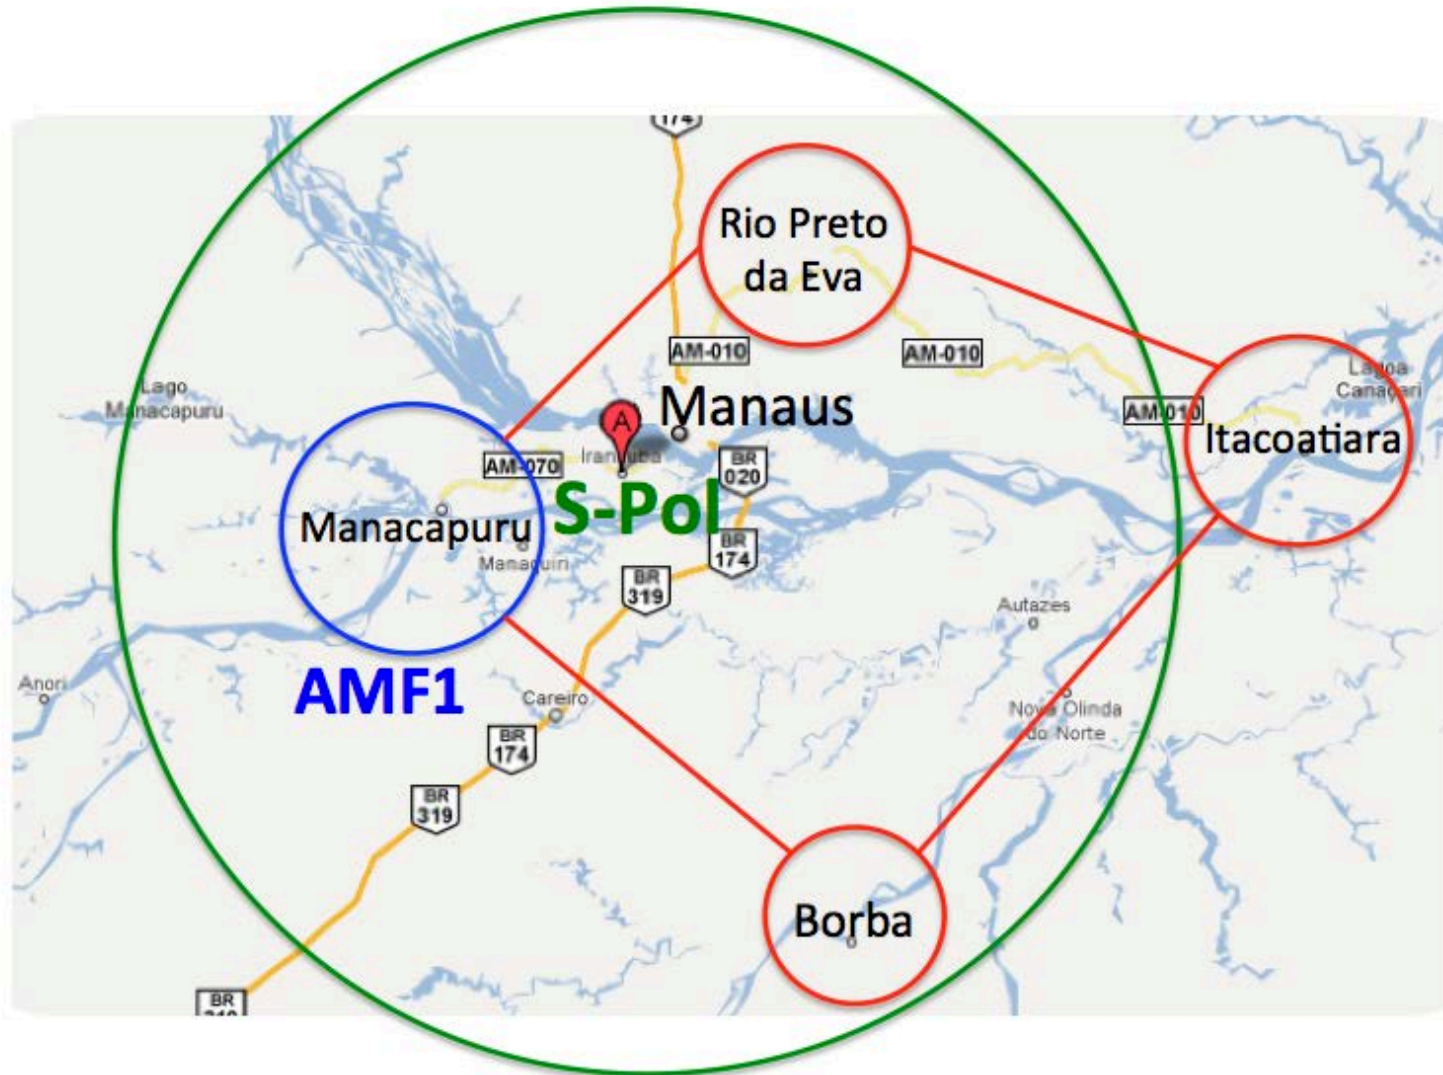 174
Rio Preto
da Eva
AM-010
AM-010
Lago
Manacapuru
Lagoa
Canaçari
A
Manaus
AM-010
Itacoatiara
AM-070
Iranduba
BR
020
S-Pol
Manacapuru
Manaquiri
BR
174
BR
319
Autazes
AMF1
Anori
Careiro
Nova Olinda
do Norte
BR
174
BR
319
Borba
BR
319